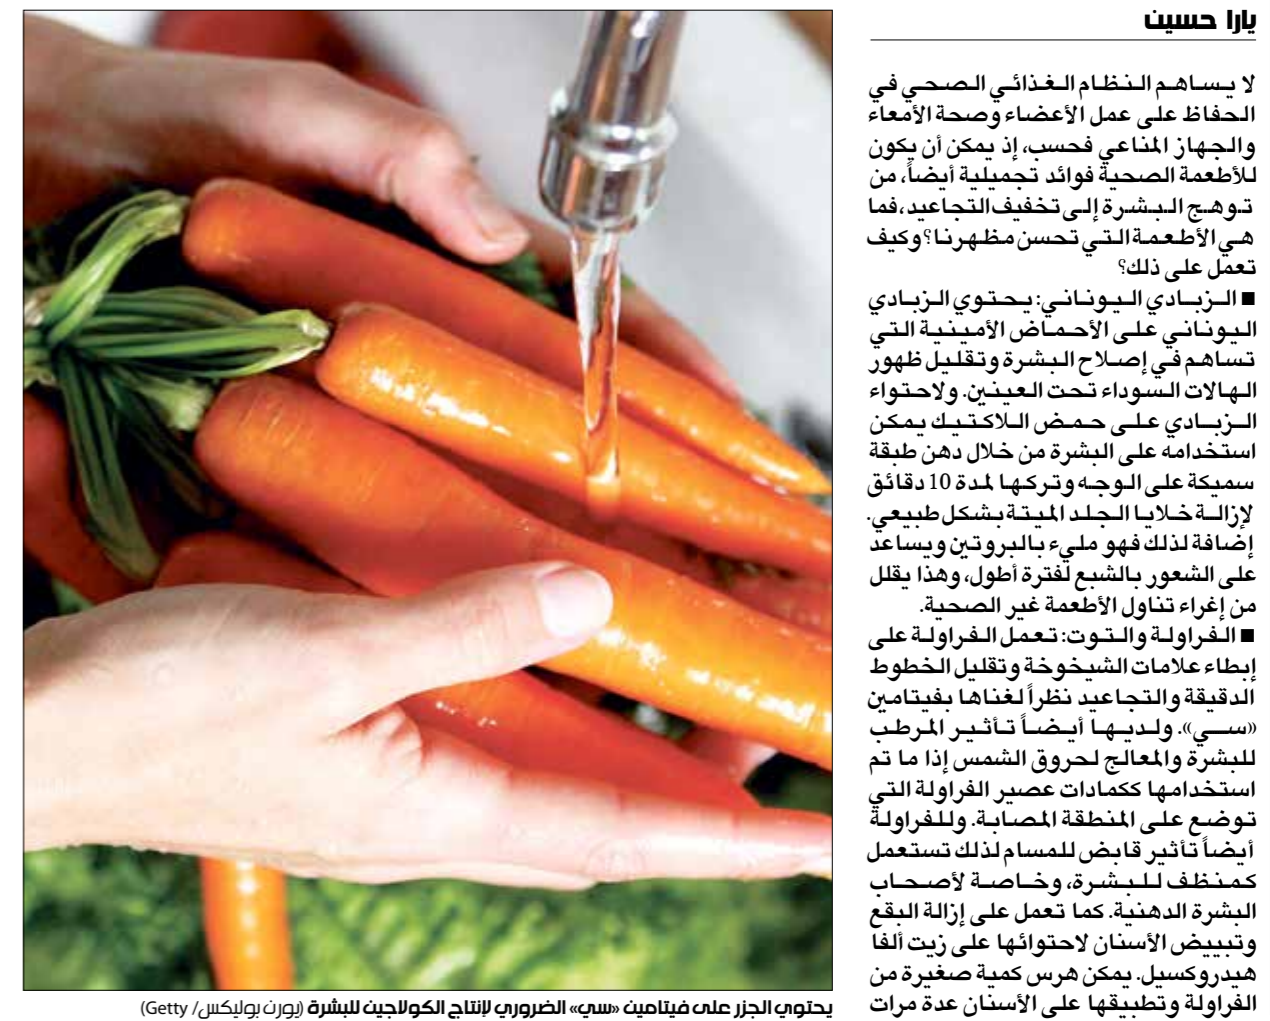 يارا حسين
لا يساهم النظام الغذائي الصحي في
الحفاظ على عمل الأعضاء وصحة الأمعاء
والجهاز المناعي فحسب، إذ يمكن أن يكون
للأطعمة الصحية فوائد تجميلية أيضاً، من
توهج البشرة إلى تخفيف التجاعيد، فما
هي الأطعمة التي تحسن مظهرنا؟ وكيف
تعمل على ذلك؟
■ الزبادي اليوناني: يحتوي الزبادي
اليوناني على الأحماض الأمينية التي
تساهم في إصلاح البشرة وتقليل ظهور
الهالات السوداء تحت العينين. ولاحتواء
الزبادي على حمض اللاكتيك يمكن
استخدامه على البشرة من خلال دهن طبقة
سميكة على الوجه وتركها لمدة 10 دقائق
لإزالة خلايا الجلد الميتة بشكل طبيعي.
إضافة لذلك فهو مليء بالبروتين ويساعد
على الشعور بالشبع لفترة أطول، وهذا يقلل
من إغراء تناول الأطعمة غير الصحية.
■ الفراولة والتوت: تعمل الفراولة على
إبطاء علامات الشيخوخة وتقليل الخطوط
الدقيقة والتجاعيد نظراً لغناها بفيتامين
«سي». ولديها أيضاً تأثير المرطب
للبشرة والمعالج لحروق الشمس إذا ما تم
استخدامها ككمادات عصير الفراولة التي
توضع على المنطقة المصابة. وللفراولة
أيضاً تأثير قابض للمسام لذلك تستعمل
كمنظف للبشرة، وخاصة لأصحاب
البشرة الدهنية. كما تعمل على إزالة البقع
وتبييض الأسنان لاحتوائها على زيت ألفا
هيدروكسيل. يمكن هرس كمية صغيرة من
الفراولة وتطبيقها على الأسنان عدة مرات
يحتوي الجزر على فيتامين «سي» الضروري لإنتاج الكولاجين للبشرة (يورن بوليكس/ Getty)